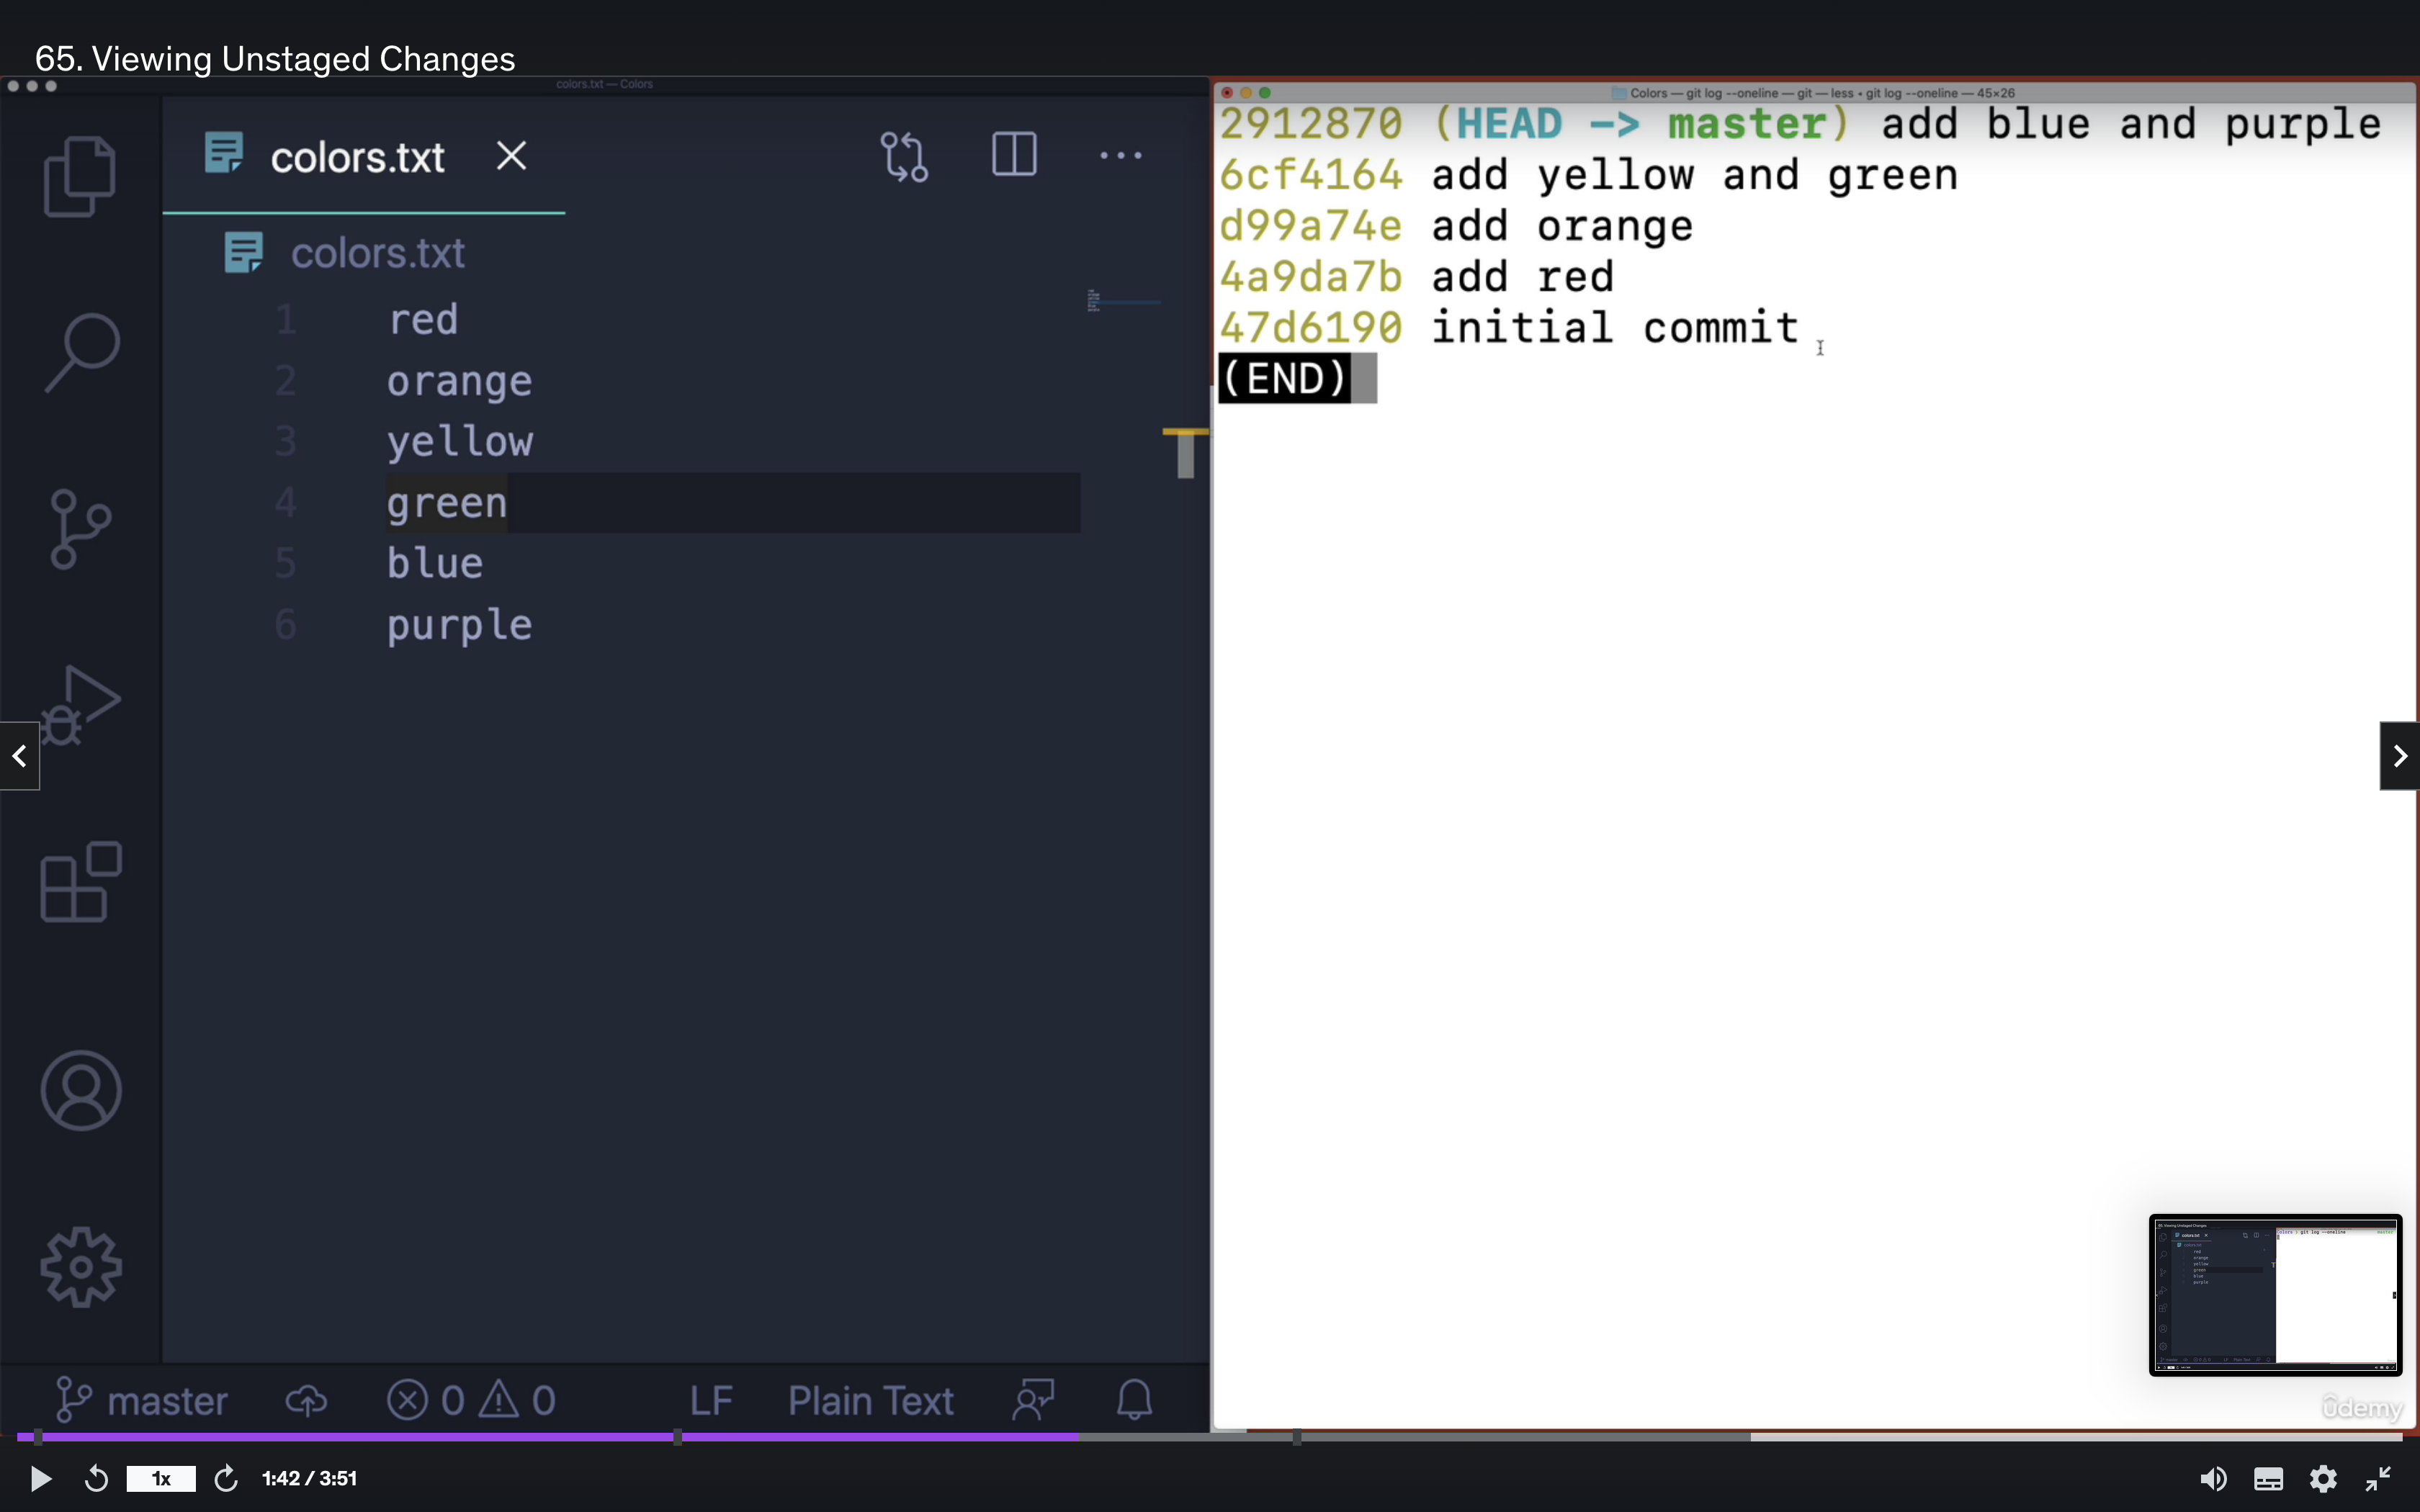 65. Viewing Unstaged Changes
colors.txt — Colors
colors.txt
colors.txt
1 red
2 orange
3 yellow
4 green
5 blue
6 purple
master
0 0
LF
Plain Text
Colors — git log --oneline — git — less • git log --oneline — 45×26
2912870 (HEAD -> master) add blue and purple
6cf4164 add yellow and green
d99a74e add orange
4a9da7b add red
47d6190 initial commit
(END)
udemy
1x
1:42 / 3:51